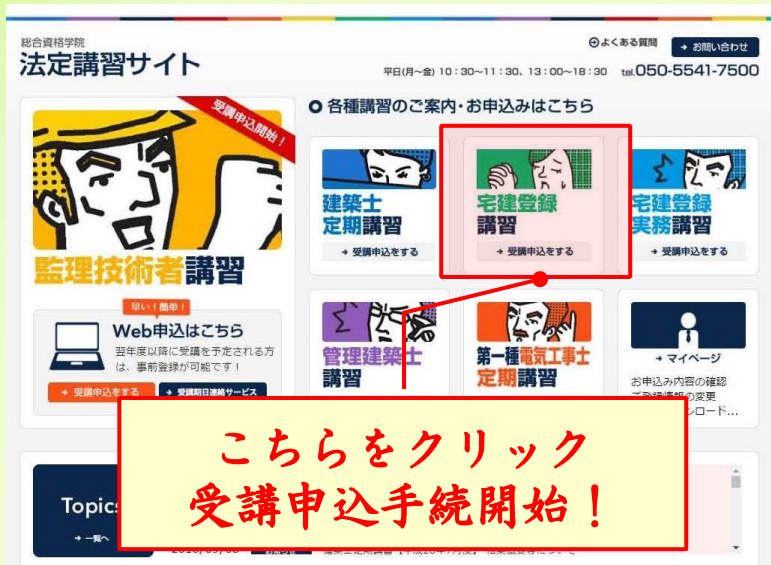 総合資格学院
法定講習サイト
よくある質問
→ お問い合わせ
平日(月~金) 10:30~11:30、13:00~18:30 tel.050-5541-7500
受講申込開始!
監理技術者講習
早い!簡単!
Web申込はこちら
翌年度以降に受講を予定される方
は、事前登録が可能です!
→ 受講申込をする
→ 受講期日連絡サービス
各種講習のご案内・お申込みはこちら
建築士
定期講習
→ 受講申込をする
宅建登録
講習
→ 受講申込をする
宅建登録
実務講習
→ 受講申込をする
管理建築士
講習
第一種電気工事士
定期講習
→ マイページ
お申込み内容の確認
の変更
ロード...
こちらをクリック
受講申込手続開始!
Topics
→ 一覧へ